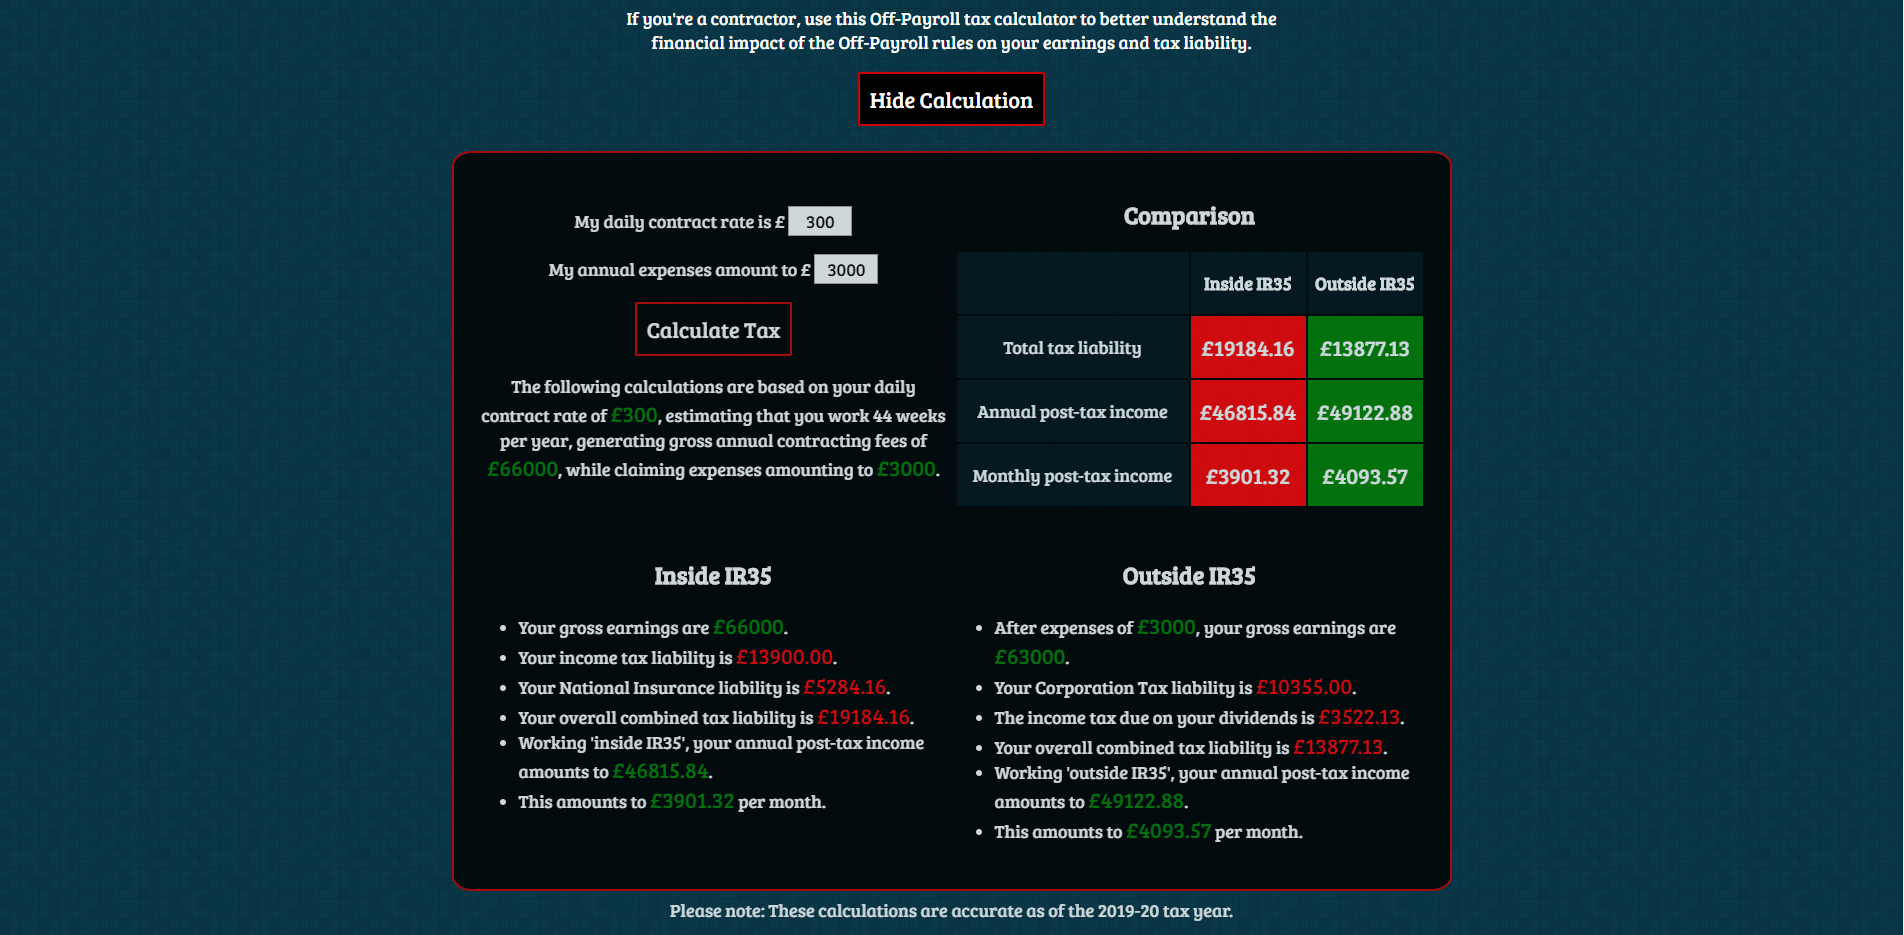 If you're a contractor, use this Off-Payroll tax calculator to better understand the
financial impact of the Off-Payroll rules on your earnings and tax liability.
Hide Calculation
My daily contract rate is £ 300
My annual expenses amount to £ 3000
Calculate Tax
The following calculations are based on your daily
contract rate of £300, estimating that you work 44 weeks
per year, generating gross annual contracting fees of
£66000, while claiming expenses amounting to £3000.
Comparison
Inside IR35 Outside IR35
Total tax liability £19184.16 £13877.13
Annual post-tax income £46815.84 £49122.88
Monthly post-tax income £3901.32 £4093.57
Inside IR35
• Your gross earnings are £66000.
• Your income tax liability is £13900.00.
• Your National Insurance liability is £5284.16.
• Your overall combined tax liability is £19184.16.
• Working 'inside IR35', your annual post-tax income
amounts to £46815.84.
• This amounts to £3901.32 per month.
Outside IR35
• After expenses of £3000, your gross earnings are
£63000.
• Your Corporation Tax liability is £10355.00.
• The income tax due on your dividends is £3522.13.
• Your overall combined tax liability is £13877.13.
• Working 'outside IR35', your annual post-tax income
amounts to £49122.88.
• This amounts to £4093.57 per month.
Please note: These calculations are accurate as of the 2019-20 tax year.